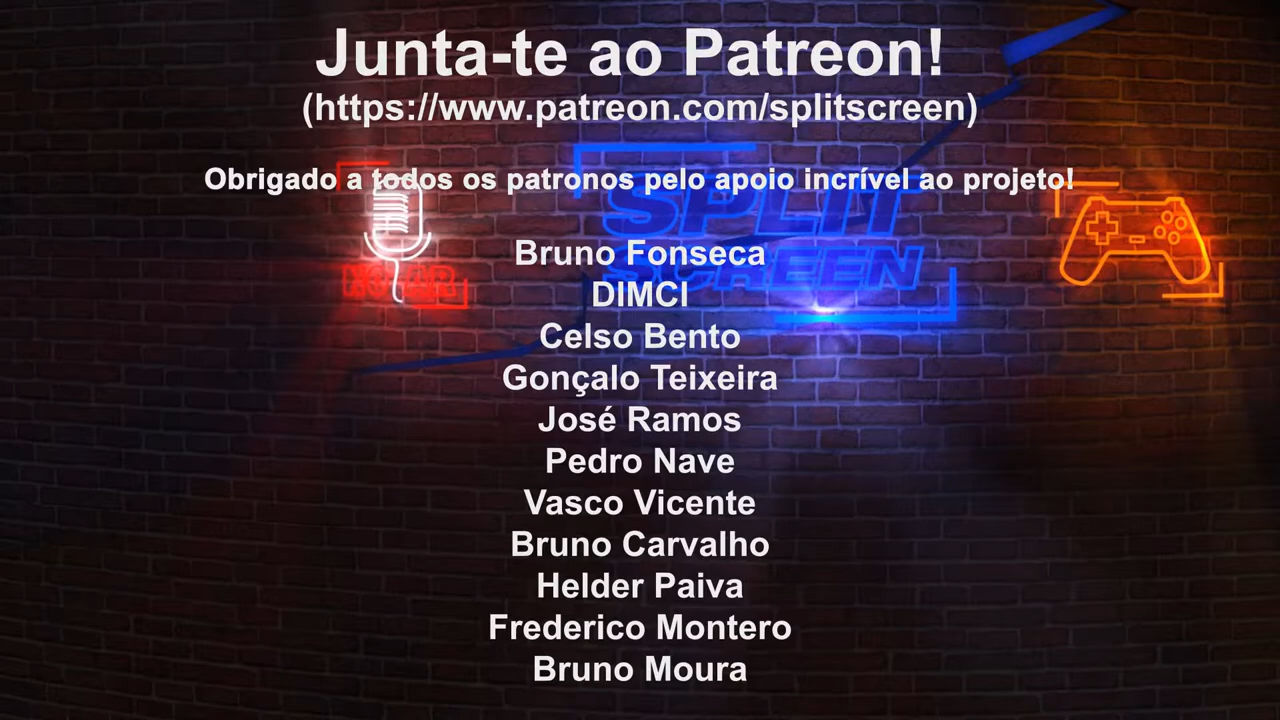 Junta-te ao Patreon!
(https://www.patreon.com/splitscreen)
Obrigado a todos os patronos pelo apoio incrível ao projeto!
SPLIT
SCREEN
Bruno Fonseca
DIMCI
Celso Bento
Gonçalo Teixeira
José Ramos
Pedro Nave
Vasco Vicente
Bruno Carvalho
Helder Paiva
Frederico Montero
Bruno Moura